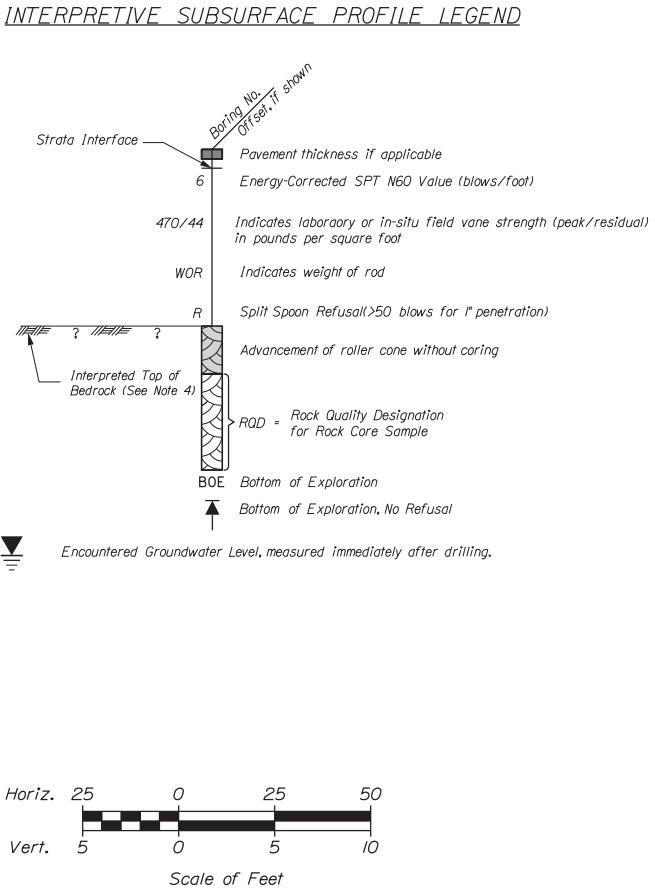 INTERPRETIVE SUBSURFACE PROFILE LEGEND
Boring No.
Offset, if shown
Strata Interface
Pavement thickness if applicable
6 Energy-Corrected SPT N60 Value (blows/foot)
470/44 Indicates laboraory or in-situ field vane strength (peak/residual)
in pounds per square foot
WOR Indicates weight of rod
R Split Spoon Refusal(>50 blows for 1" penetration)
? ?
Advancement of roller cone without coring
Interpreted Top of
Bedrock (See Note 4)
RQD = Rock Quality Designation
for Rock Core Sample
BOE Bottom of Exploration
Bottom of Exploration, No Refusal
Encountered Groundwater Level, measured immediately after drilling.
Horiz. 25 0 25 50
Vert. 5 0 5 10
Scale of Feet